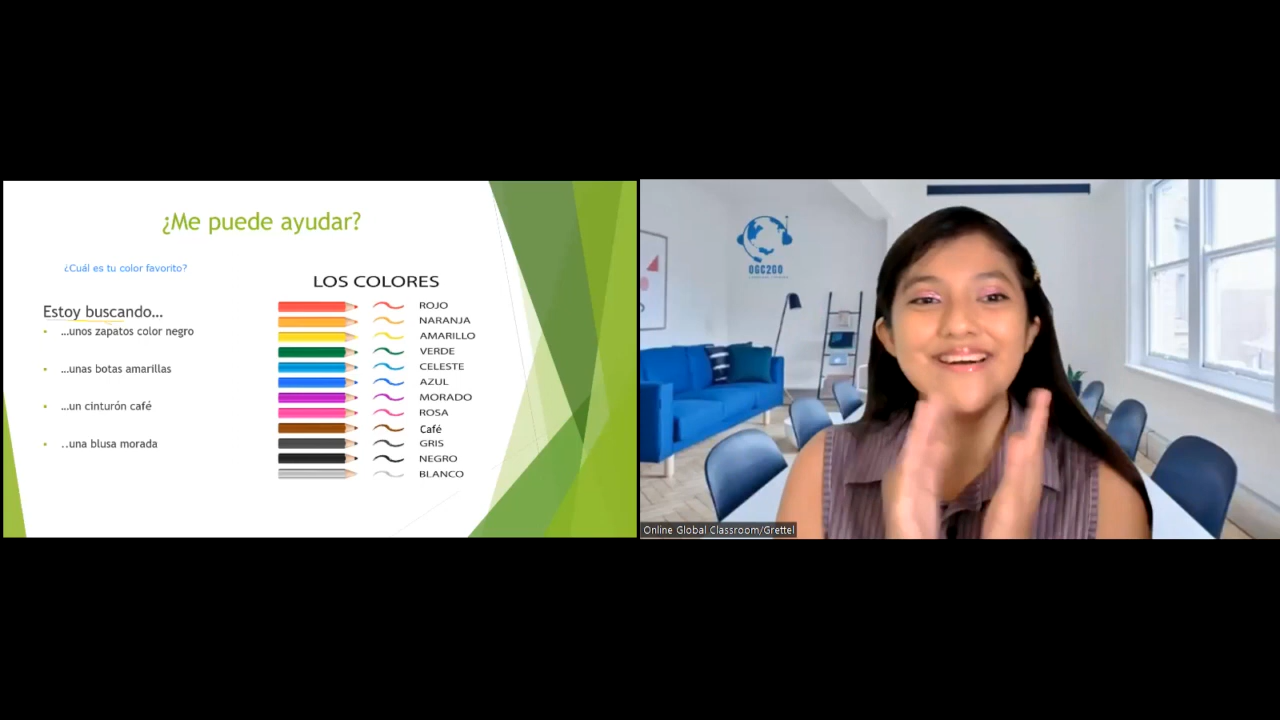 ¿Me puede ayudar?
¿Cuál es tu color favorito?
Estoy buscando...
...unos zapatos color negro
...unas botas amarillas
...un cinturón café
..una blusa morada
LOS COLORES
ROJO
NARANJA
AMARILLO
VERDE
CELESTE
AZUL
MORADO
ROSA
Café
GRIS
NEGRO
BLANCO
OGC2GO
Online Global Classroom/Grettel